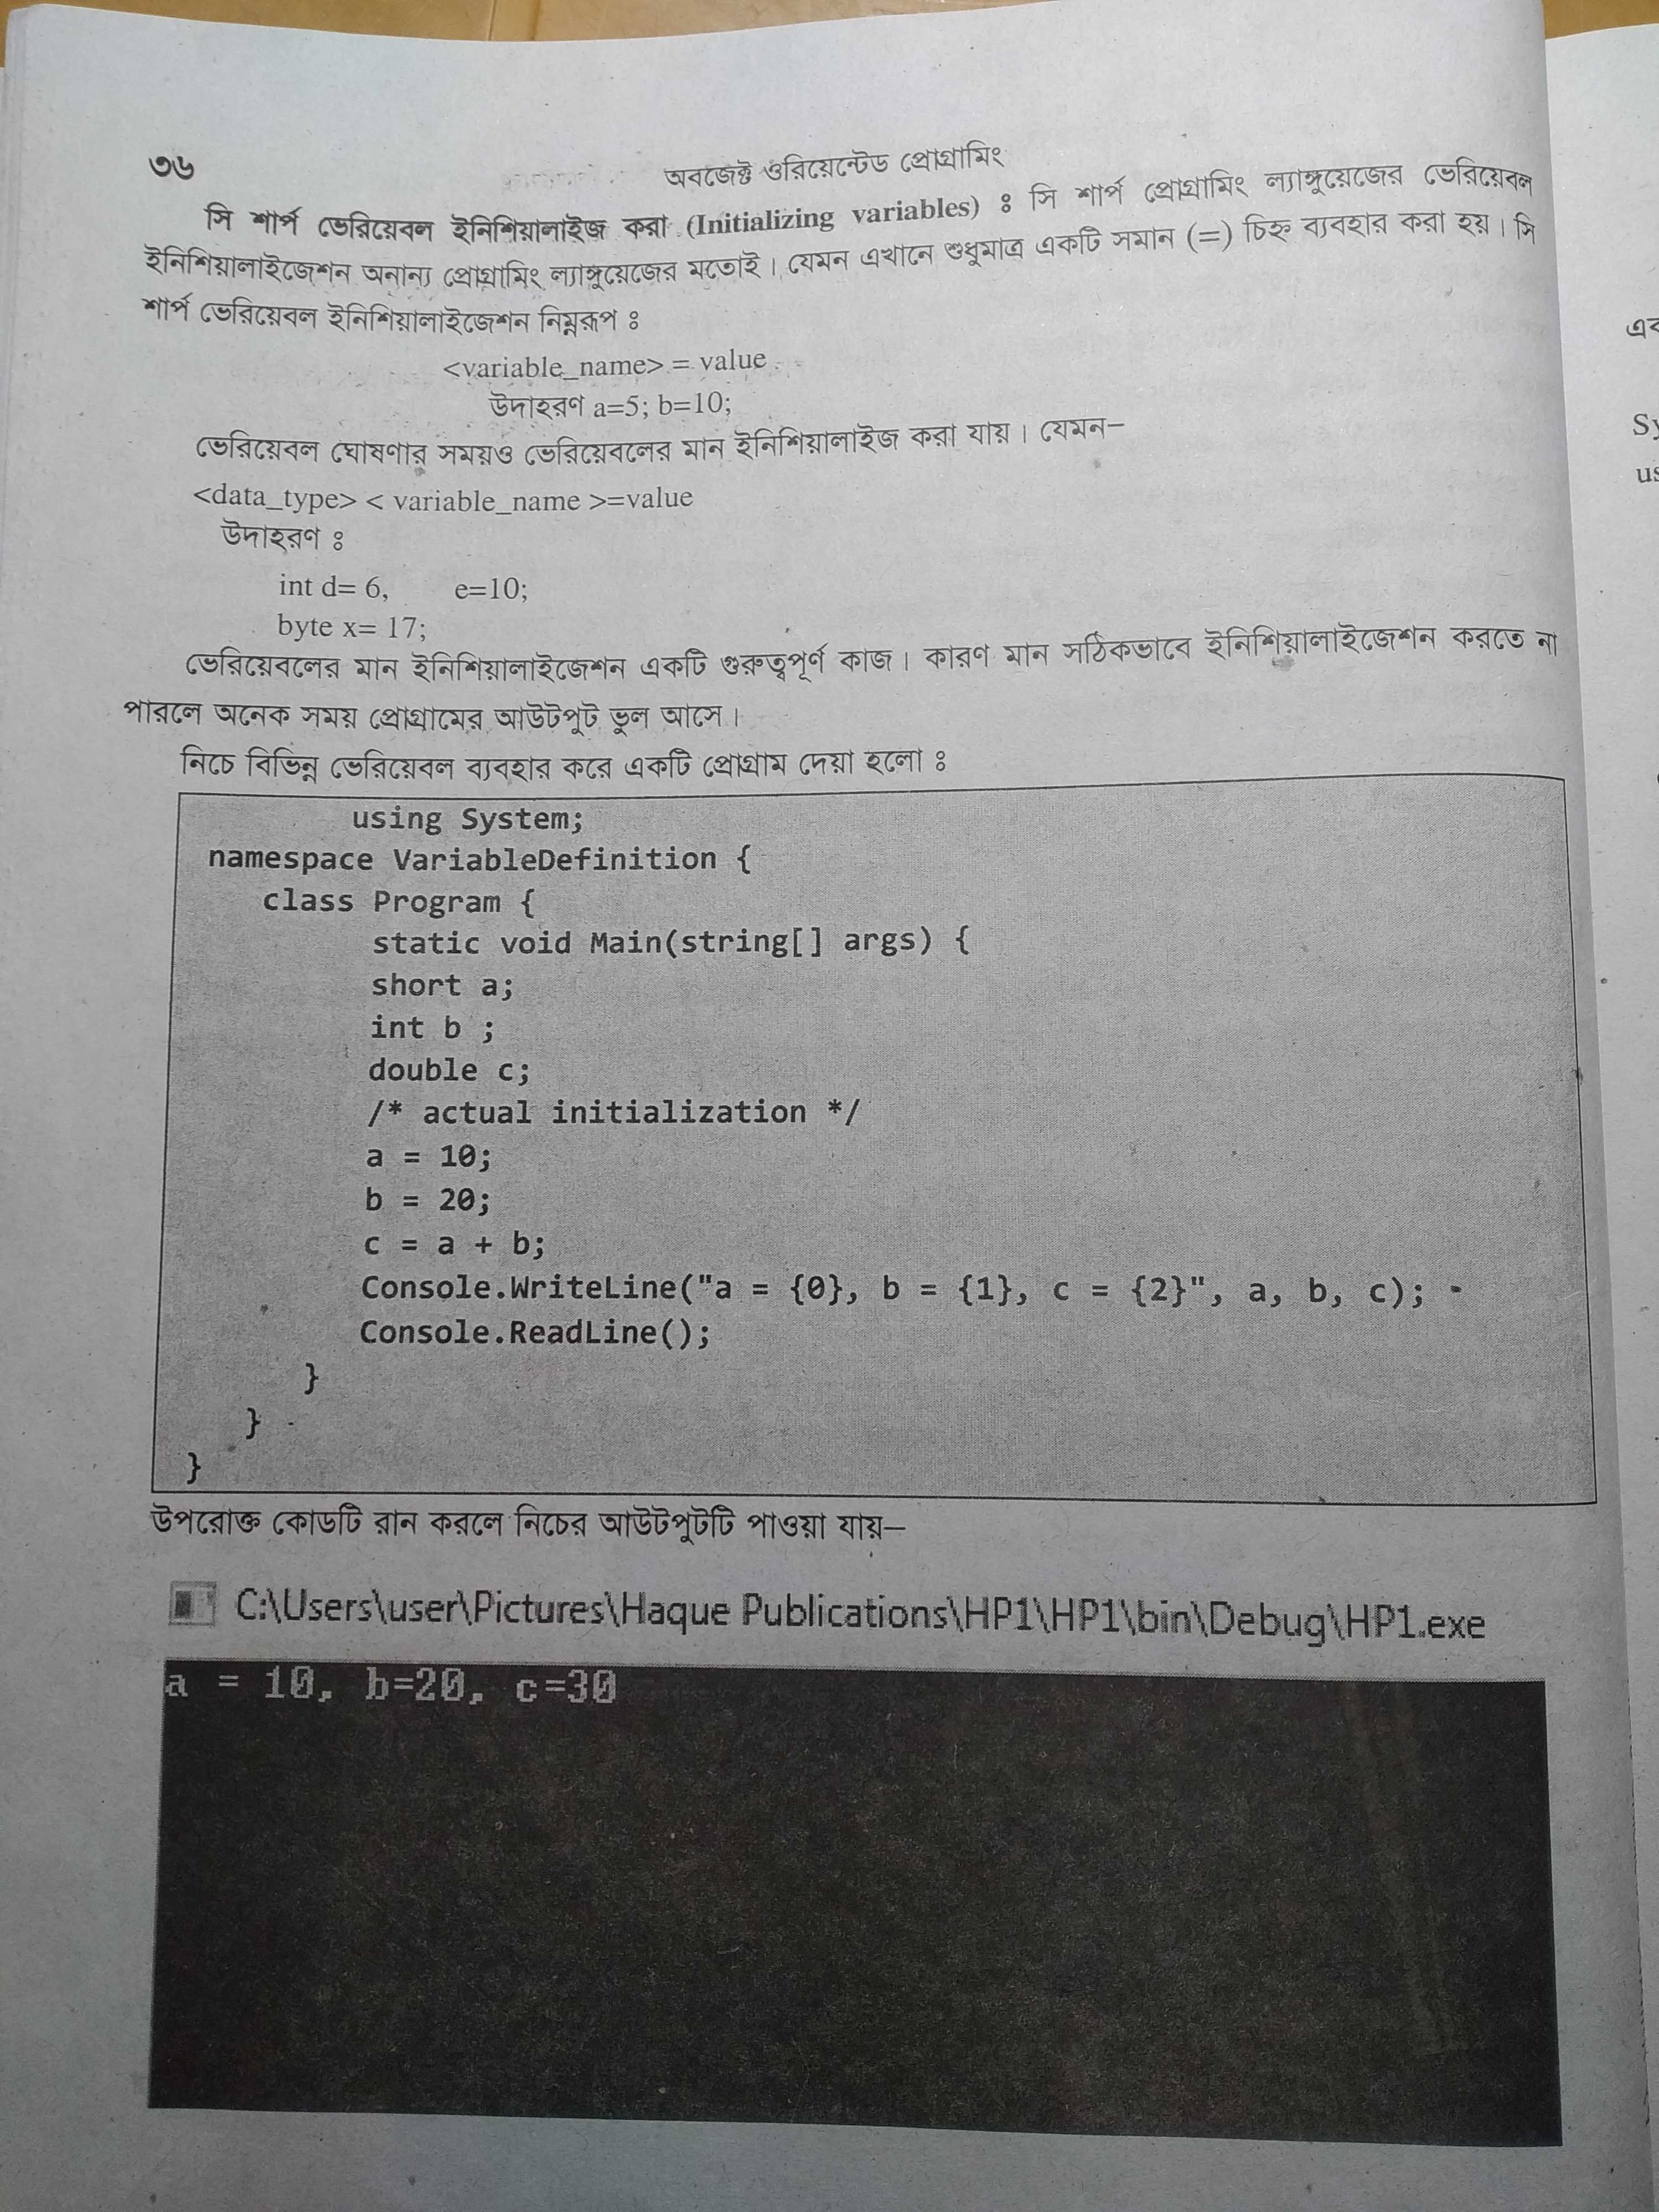 ৩৬
অবজেক্ট ওরিয়েন্টেড প্রোগ্রামিং
সি শার্প ভেরিয়েবল ইনিশিয়ালাইজ করা (Initializing variables) ঃ সি শার্প প্রোগ্রামিং ল্যাঙ্গুয়েজের ভেরিয়েবল
ইনিশিয়ালাইজেশন অনান্য প্রোগ্রামিং ল্যাঙ্গুয়েজের মতোই। যেমন এখানে শুধুমাত্র একটি সমান (=) চিহ্ন ব্যবহার করা হয়। সি
শার্প ভেরিয়েবল ইনিশিয়ালাইজেশন নিম্নরূপ ঃ
<variable_name> = value
উদাহরণ a=5; b=10;
ভেরিয়েবল ঘোষণার সময়ও ভেরিয়েবলের মান ইনিশিয়ালাইজ করা যায়। যেমন–
<data_type> < variable_name >=value
উদাহরণ ঃ
int d= 6, e=10;
byte x= 17;
ভেরিয়েবলের মান ইনিশিয়ালাইজেশন একটি গুরুত্বপূর্ণ কাজ। কারণ মান সঠিকভাবে ইনিশিয়ালাইজেশন করতে না
পারলে অনেক সময় প্রোগ্রামের আউটপুট ভুল আসে।
নিচে বিভিন্ন ভেরিয়েবল ব্যবহার করে একটি প্রোগ্রাম দেয়া হলো ঃ
using System;
namespace VariableDefinition {
class Program {
static void Main(string[] args) {
short a;
int b ;
double c;
/* actual initialization */
a = 10;
b = 20;
c = a + b;
Console.WriteLine("a = {0}, b = {1}, c = {2}", a, b, c);
Console.ReadLine();
}
}
}
উপরোক্ত কোডটি রান করলে নিচের আউটপুটটি পাওয়া যায়–
C:\Users\user\Pictures\Haque Publications\HP1\HP1\bin\Debug\HP1.exe
a = 10, b=20, c=30